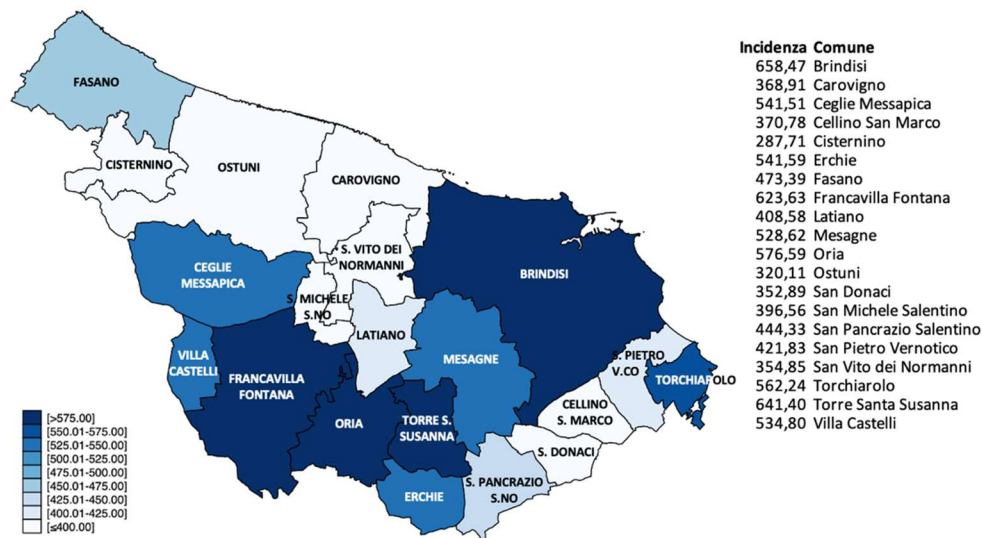 FASANO
CISTERNINO
OSTUNI
CAROVIGNO
S. VITO DEI
NORMANNI
CEGLIE
MESSAPICA
S. MICHELE
S.NO
BRINDISI
LATIANO
VILLA
CASTELLI
MESAGNE
S. PIETRO
V.CO
TORCHIAROLO
FRANCAVILLA
FONTANA
CELLINO
S. MARCO
ORIA
TORRE S.
SUSANNA
S. DONACI
S. PANCRAZIO
S.NO
ERCHIE
[>575.00]
[550.01-575.00]
[525.01-550.00]
[500.01-525.00]
[475.01-500.00]
[450.01-475.00]
[425.01-450.00]
[400.01-425.00]
[≤400.00]
Incidenza Comune
658,47 Brindisi
368,91 Carovigno
541,51 Ceglie Messapica
370,78 Cellino San Marco
287,71 Cisternino
541,59 Erchie
473,39 Fasano
623,63 Francavilla Fontana
408,58 Latiano
528,62 Mesagne
576,59 Oria
320,11 Ostuni
352,89 San Donaci
396,56 San Michele Salentino
444,33 San Pancrazio Salentino
421,83 San Pietro Vernotico
354,85 San Vito dei Normanni
562,24 Torchiarolo
641,40 Torre Santa Susanna
534,80 Villa Castelli